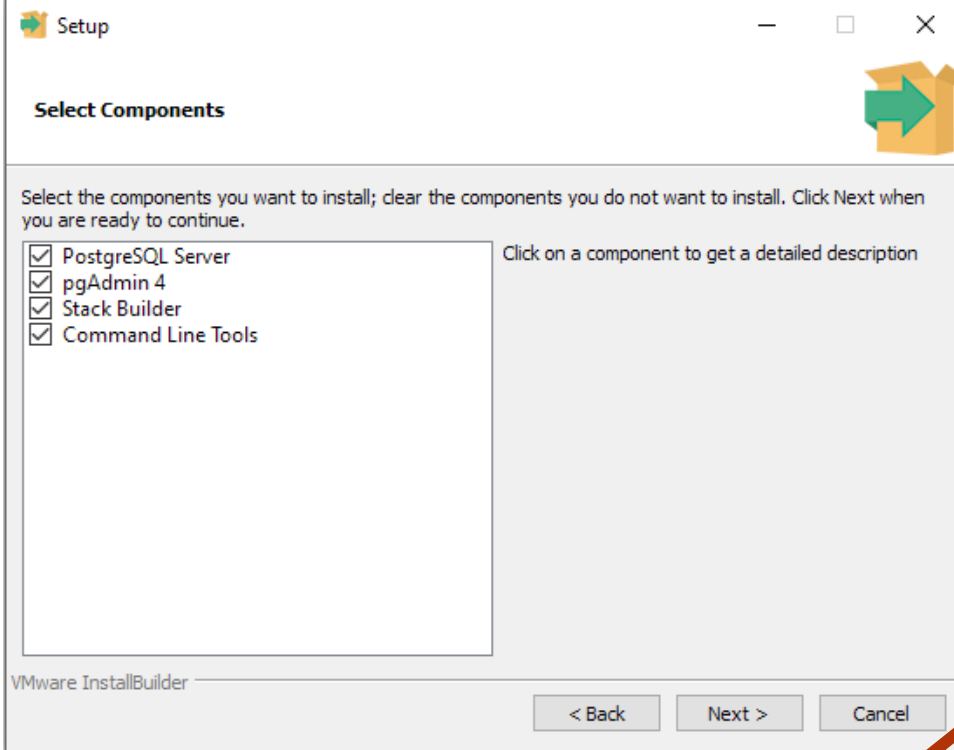 Setup
Select Components
Select the components you want to install; clear the components you do not want to install. Click Next when
you are ready to continue.
PostgreSQL Server
Click on a component to get a detailed description
pgAdmin 4
Stack Builder
Command Line Tools
VMware InstallBuilder
< Back
Next >
Cancel